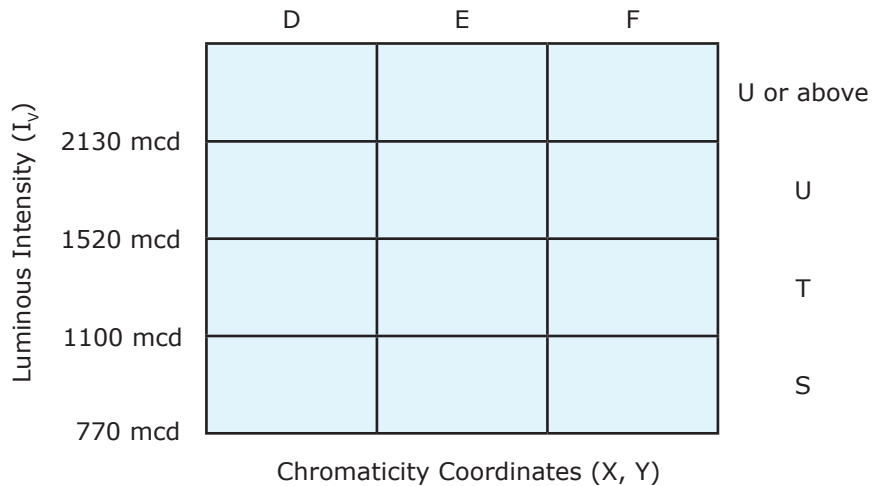 D E F
U or above
2130 mcd
U
1520 mcd
T
1100 mcd
S
770 mcd
Luminous Intensity (Iv)
Chromaticity Coordinates (X, Y)